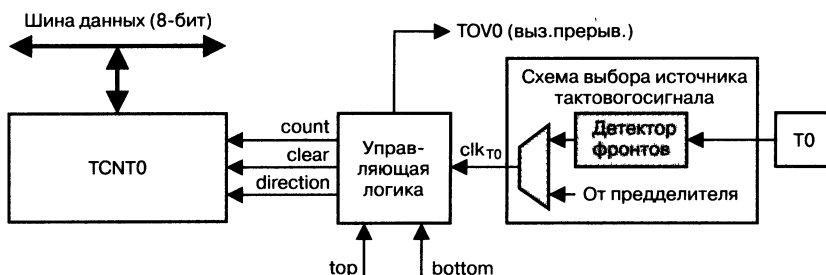 Шина данных (8-бит)
TOV0 (выз.прерыв.)
Схема выбора источника
тактовогосигнала
TCNT0
count
clear
direction
Управ-
ляющая
логика
clkT0
Детектор
фронтов
T0
От предделителя
top
bottom